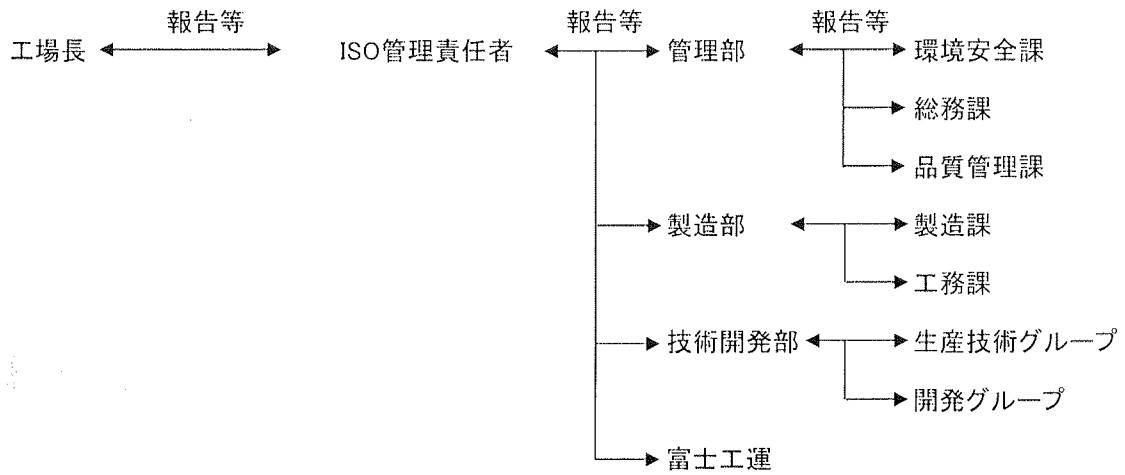 報告等 報告等 報告等
工場長 ISO管理責任者 管理部 環境安全課
総務課
品質管理課
製造部 製造課
工務課
技術開発部 生産技術グループ
開発グループ
富士工運